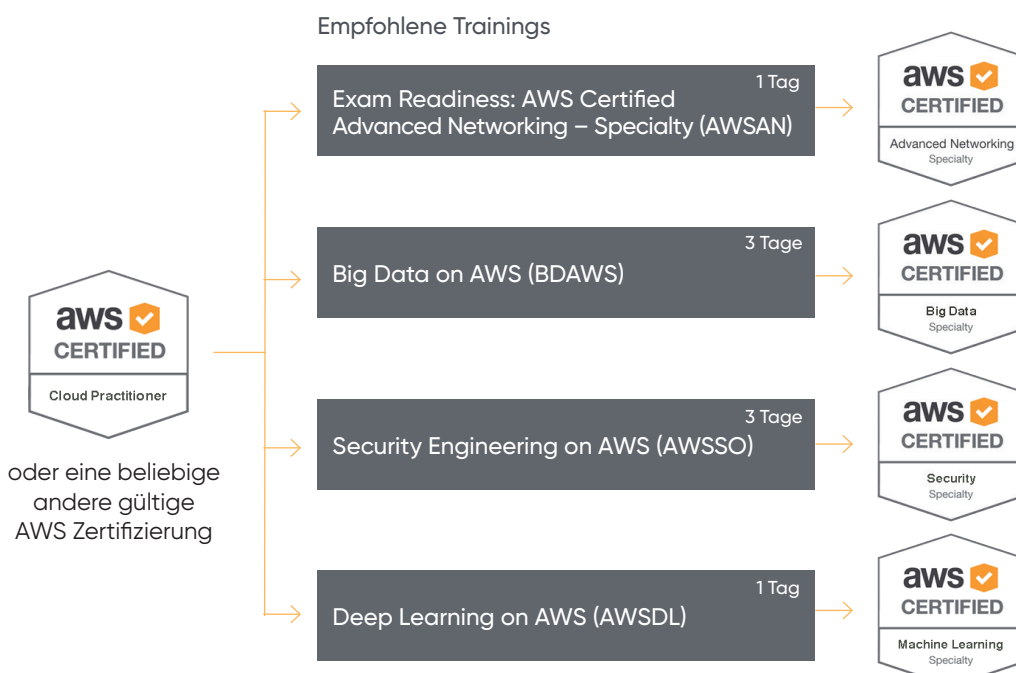 Empfohlene Trainings
1 Tag
Exam Readiness: AWS Certified
Advanced Networking – Specialty (AWSAN)
aws
CERTIFIED
Advanced Networking
Specialty
3 Tage
Big Data on AWS (BDAWS)
aws
CERTIFIED
Big Data
Specialty
aws
CERTIFIED
Cloud Practitioner
oder eine beliebige
andere gültige
AWS Zertifizierung
3 Tage
Security Engineering on AWS (AWSSO)
aws
CERTIFIED
Security
Specialty
1 Tag
Deep Learning on AWS (AWSDL)
aws
CERTIFIED
Machine Learning
Specialty